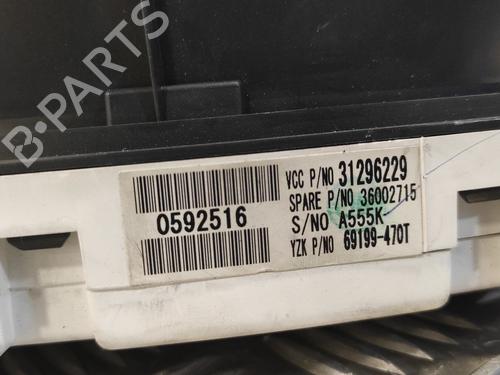 B-PARTS
VCC P/NO 31296229
SPARE P/NO 36002715
S/NO A555K-
YZK P/NO 69199-470T
0592516